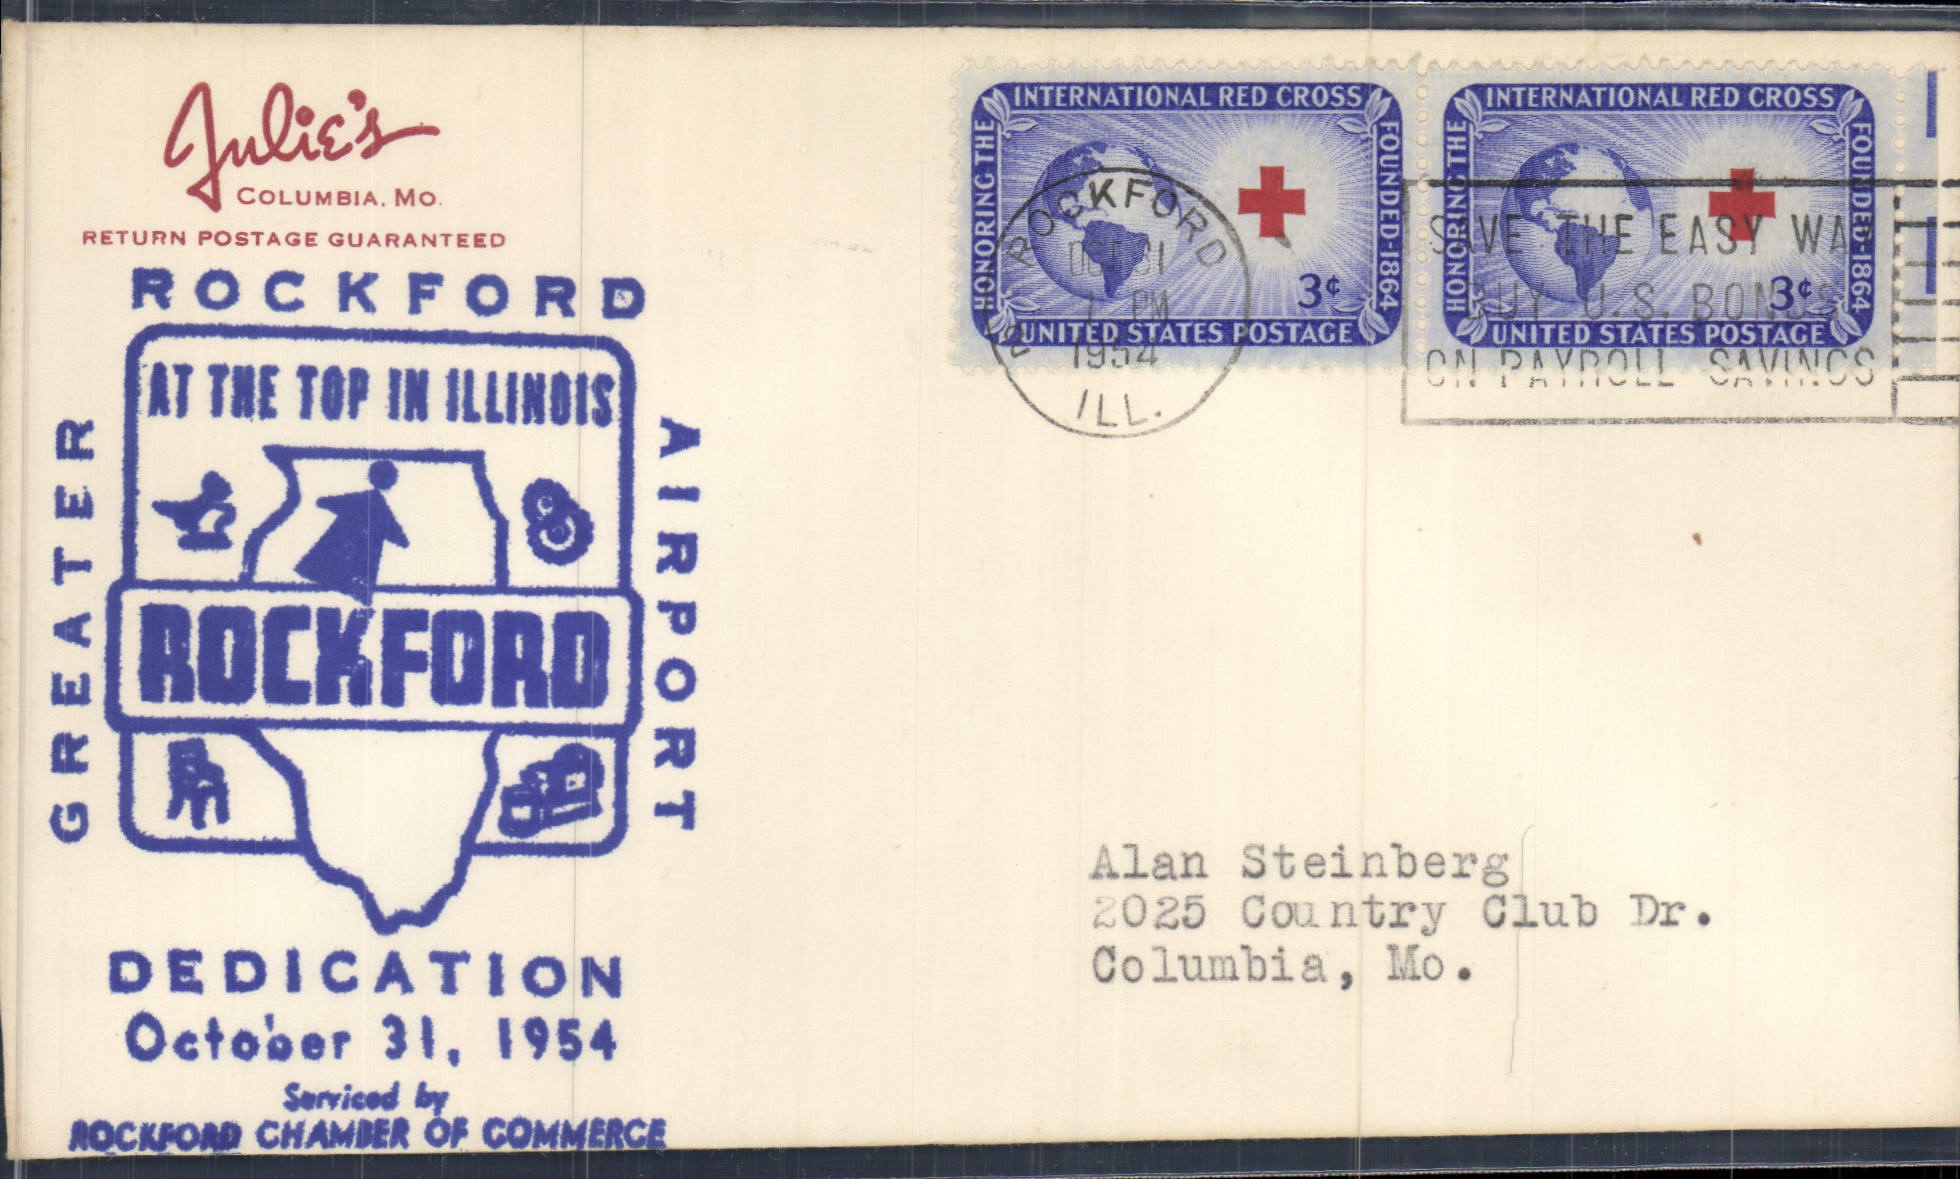 Julie's
COLUMBIA, MO.
RETURN POSTAGE GUARANTEED
ROCKFORD
AT THE TOP IN ILLINOIS
GREATER
AIRPORT
ROCKFORD
DEDICATION
October 31, 1954
Serviced by
ROCKFORD CHAMBER OF COMMERCE
INTERNATIONAL RED CROSS
HONORING THE
FOUNDED-1864
3¢
UNITED STATES POSTAGE
INTERNATIONAL RED CROSS
HONORING THE
FOUNDED-1864
3¢
UNITED STATES POSTAGE
ROCKFORD
OCT 31
PM
1954
ILL.
SAVE THE EASY WAY
BUY U.S. BONDS
ON PAYROLL SAVINGS
Alan Steinberg
2025 Country Club Dr.
Columbia, Mo.